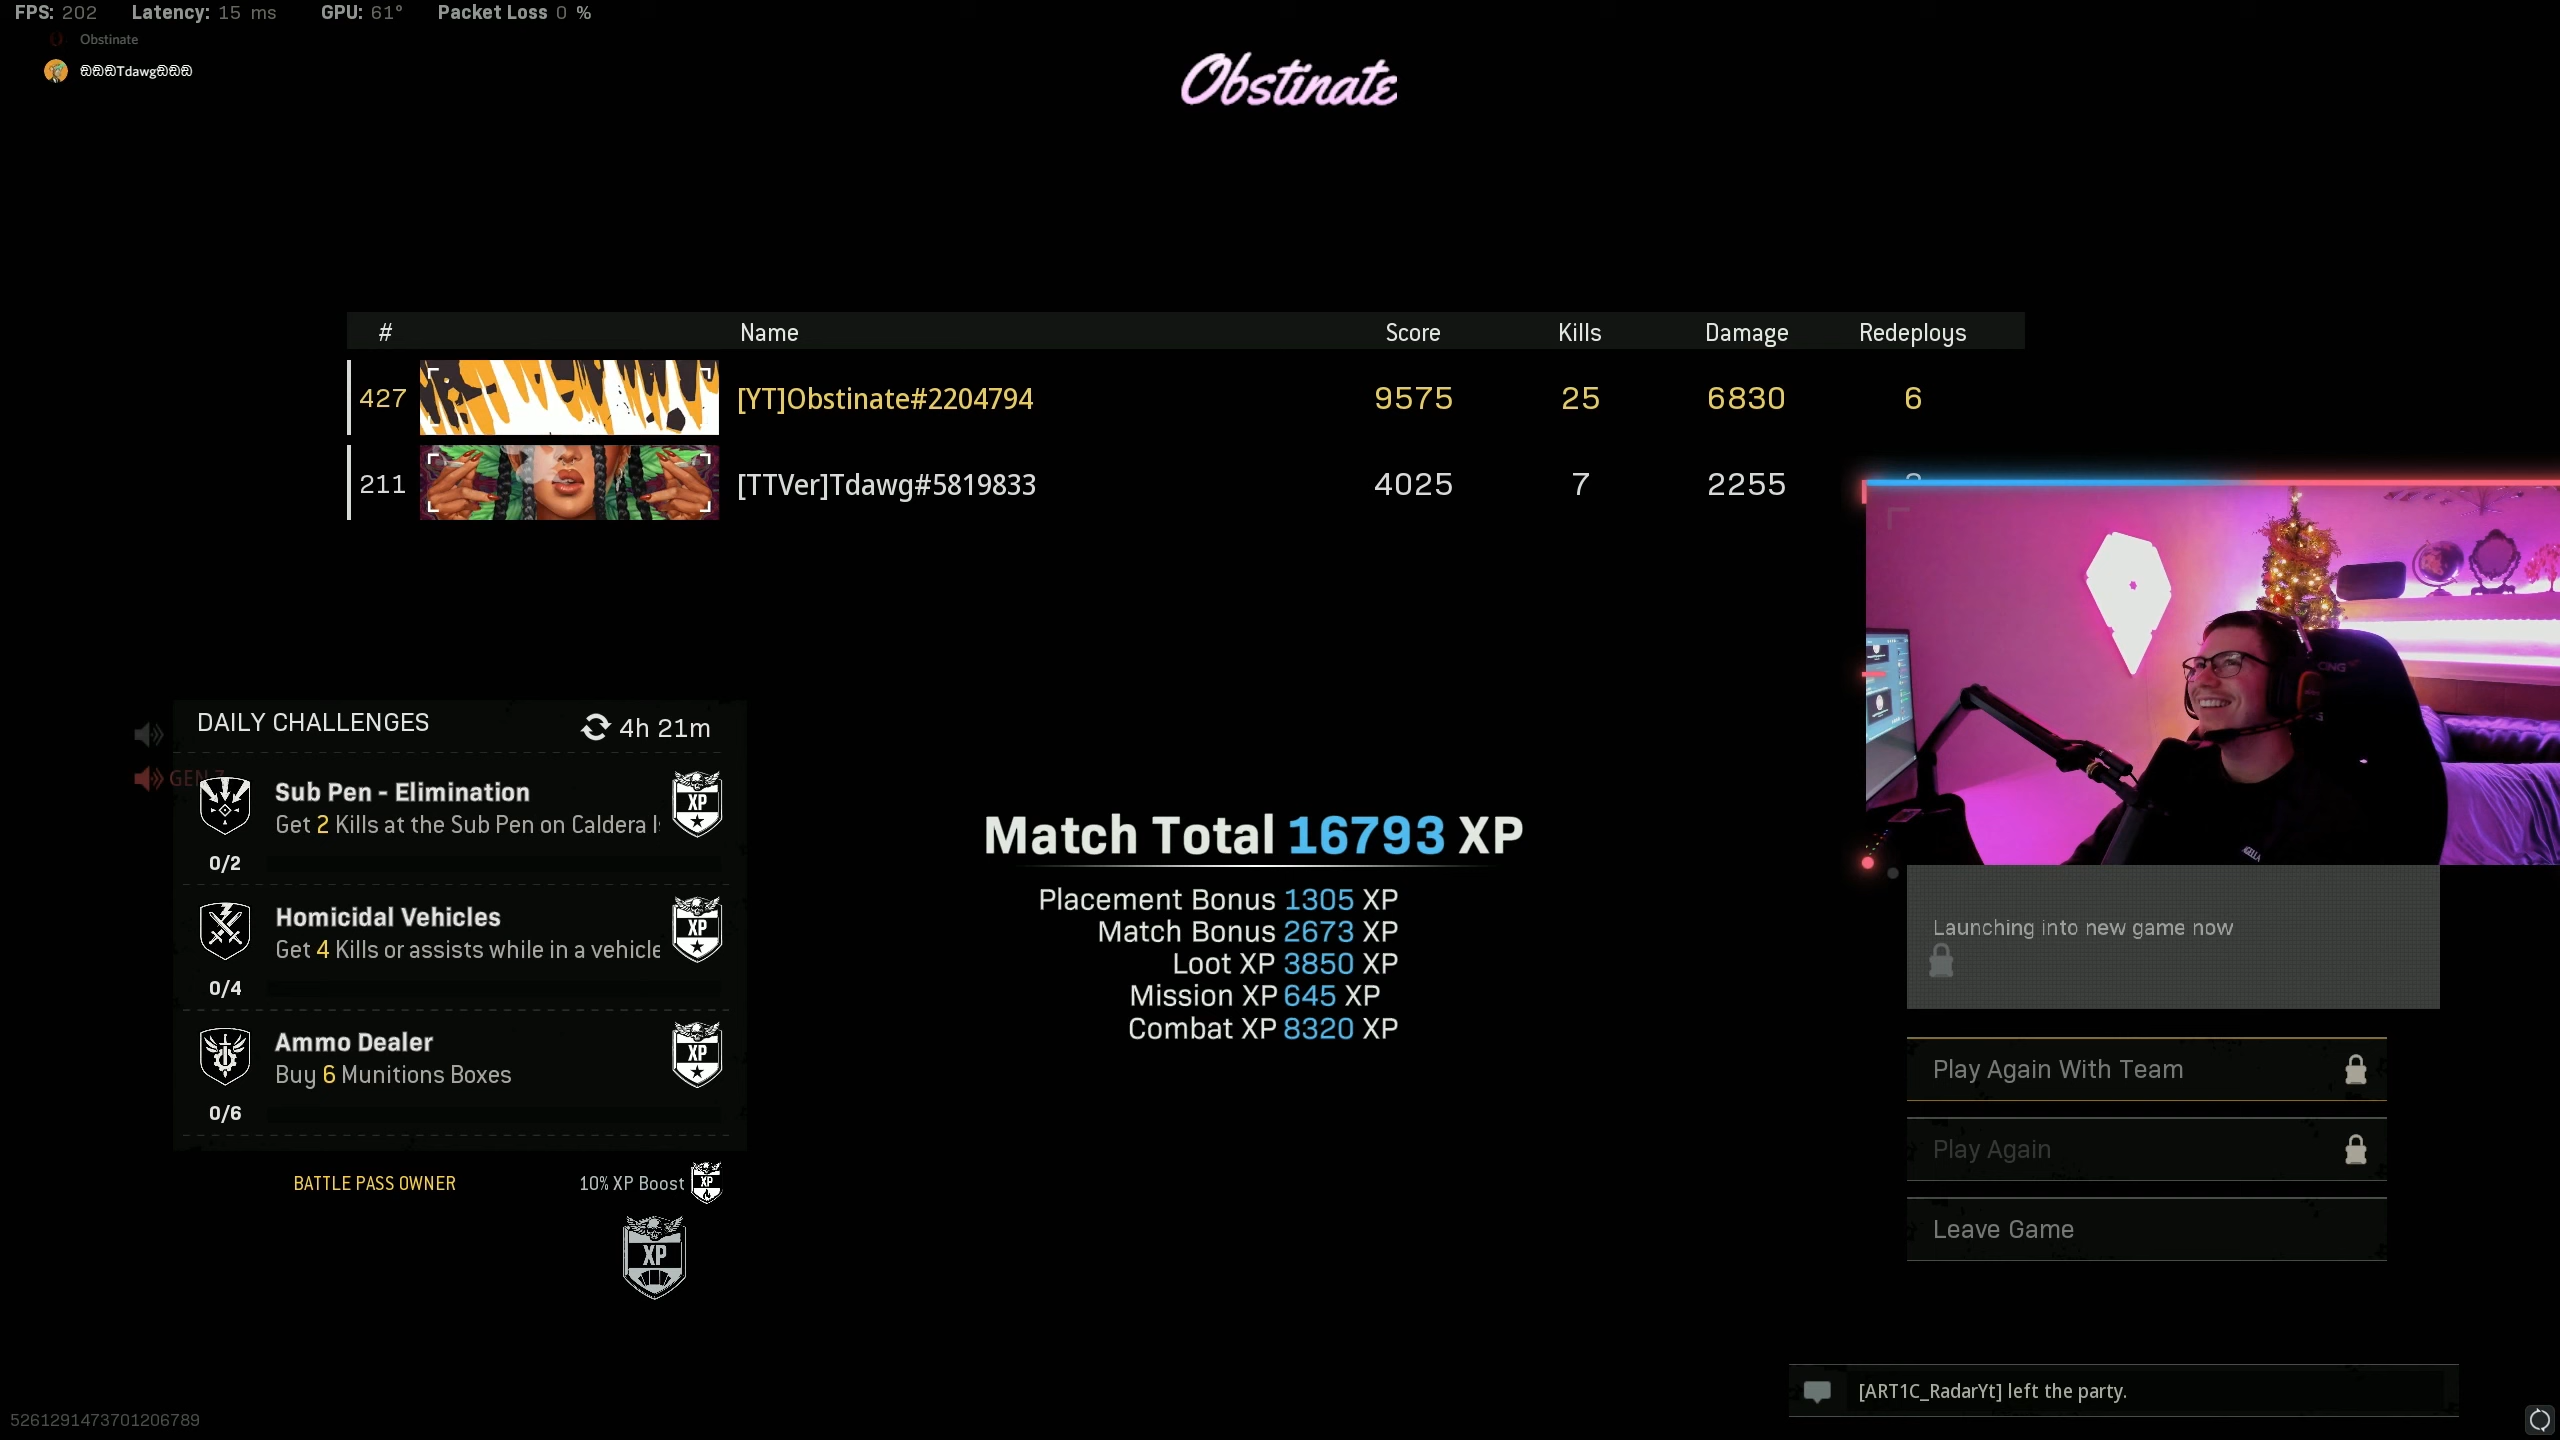 FPS: 202 Latency: 15 ms GPU: 61° Packet Loss 0 %
Obstinate
Tdawg
Obstinate
# Name Score Kills Damage Redeploys
427 [YT]Obstinate#2204794 9575 25 6830 6
211 [TTVer]Tdawg#5819833 4025 7 2255
DAILY CHALLENGES 4h 21m
Sub Pen - Elimination
XP
Get 2 Kills at the Sub Pen on Caldera I
0/2
Homicidal Vehicles
XP
Get 4 Kills or assists while in a vehicle
0/4
Ammo Dealer
XP
Buy 6 Munitions Boxes
0/6
BATTLE PASS OWNER 10% XP Boost XP
XP
Match Total 16793 XP
Placement Bonus 1305 XP
Match Bonus 2673 XP
Loot XP 3850 XP
Mission XP 645 XP
Combat XP 8320 XP
Launching into new game now
Play Again With Team
Play Again
Leave Game
[ART1C_RadarYt] left the party.
5261291473701206789